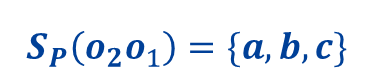 S_P(o_2o_1) = {a, b, c}